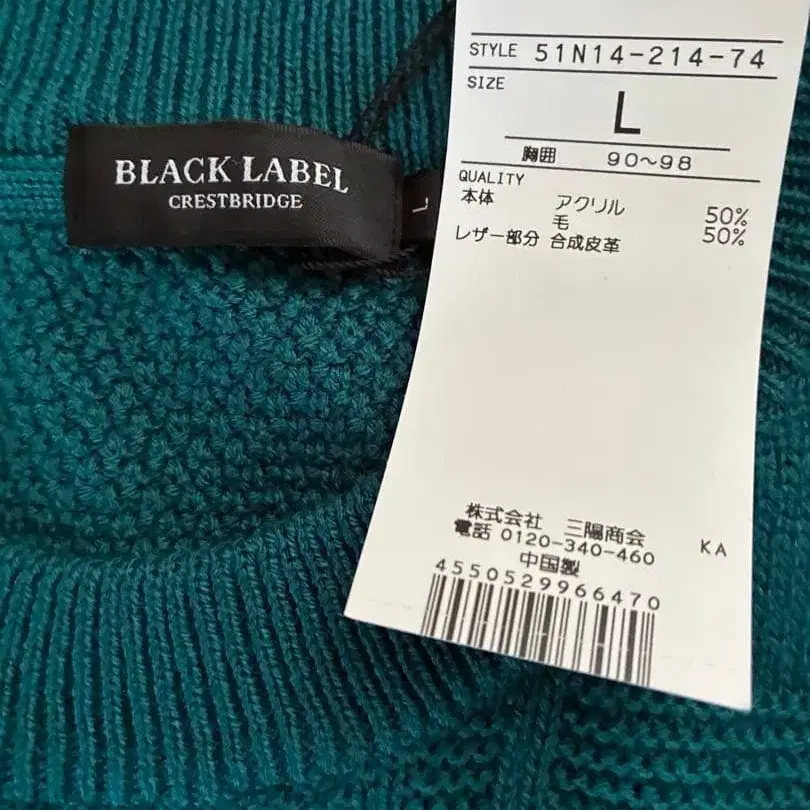 BLACK LABEL
CRESTBRIDGE
L
STYLE 51N14-214-74
SIZE
L
胸囲 90〜98
QUALITY
本体 アクリル 50%
毛 50%
レザー部分 合成皮革
株式会社 三陽商会
電話 0120-340-460 KA
中国製
4550529966470